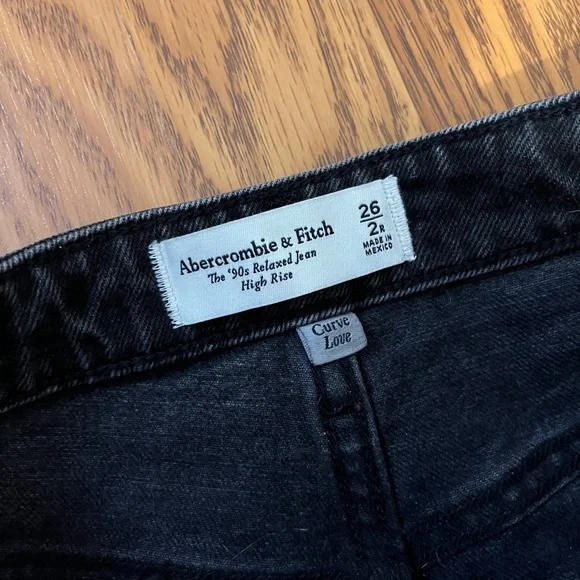 Abercrombie & Fitch
The ‘90s Relaxed Jean
High Rise
26
2R
MADE IN
MEXICO
Curve
Love